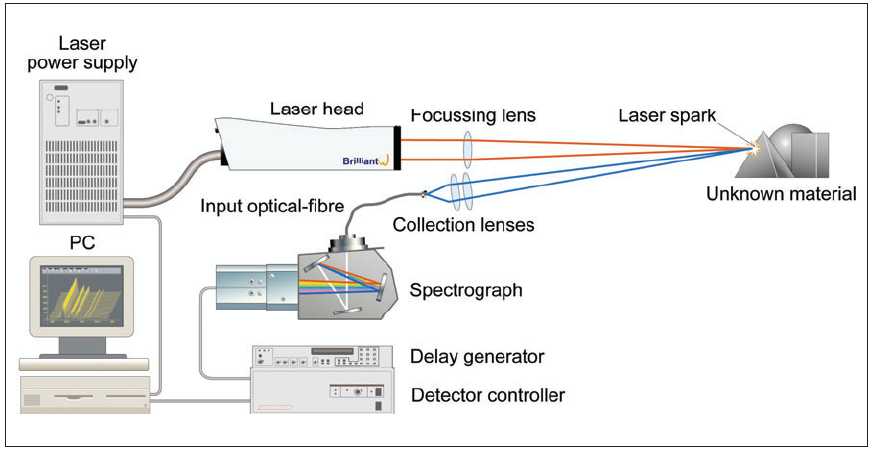 Laser
power supply
Laser head
Focussing lens
Laser spark
Brilliant
Unknown material
Input optical-fibre
Collection lenses
PC
Spectrograph
Delay generator
Detector controller